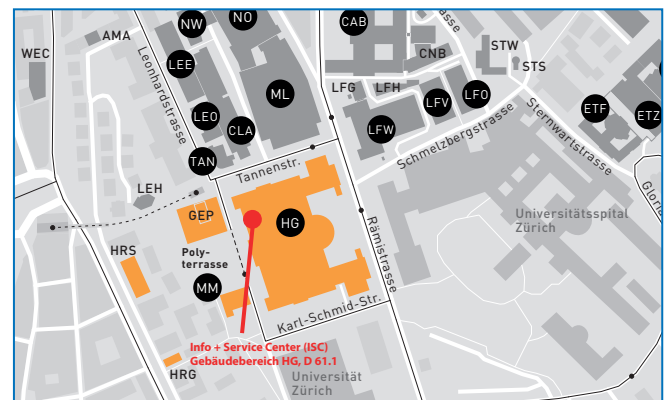 NW
NO
CAB
AMA
WEC
LEE
Leonhardstrasse
CNB
STW
STS
ML
LFG
LFH
LFV
LFO
ETF
ETZ
LEO
CLA
LFW
Schmelzbergstrasse
Sternwartstrasse
TAN
Tannenstr.
LEH
GEP
HG
Rämistrasse
Universitätsspital
Zürich
Gloria
HRS
Poly-
terrasse
MM
Karl-Schmid-Str.
Info + Service Center (ISC)
Gebäudebereich HG, D 61.1
HRG
Universität
Zürich